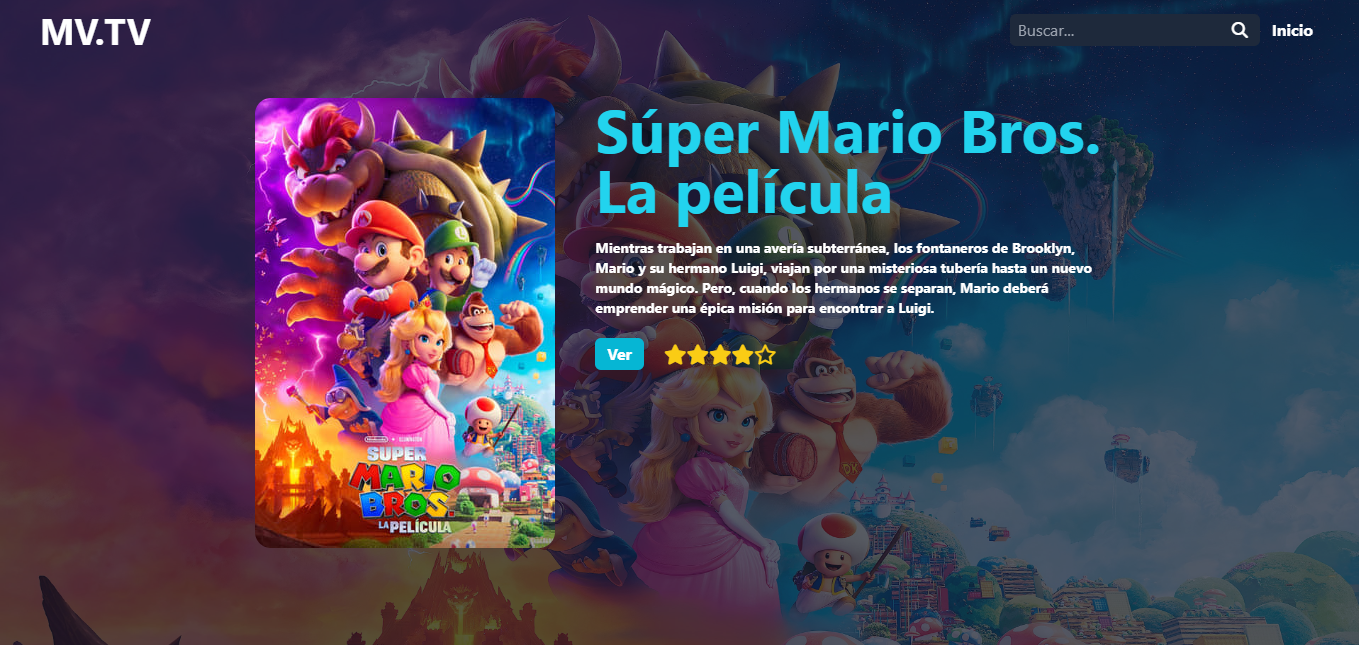 MV.TV
Buscar...
Inicio
Súper Mario Bros.
La película
Mientras trabajan en una avería subterránea, los fontaneros de Brooklyn,
Mario y su hermano Luigi, viajan por una misteriosa tubería hasta un nuevo
mundo mágico. Pero, cuando los hermanos se separan, Mario deberá
emprender una épica misión para encontrar a Luigi.
Ver
Nintendo + ILLUMINATION
SUPER
MARIO
BROS.
LA PELÍCULA
DK